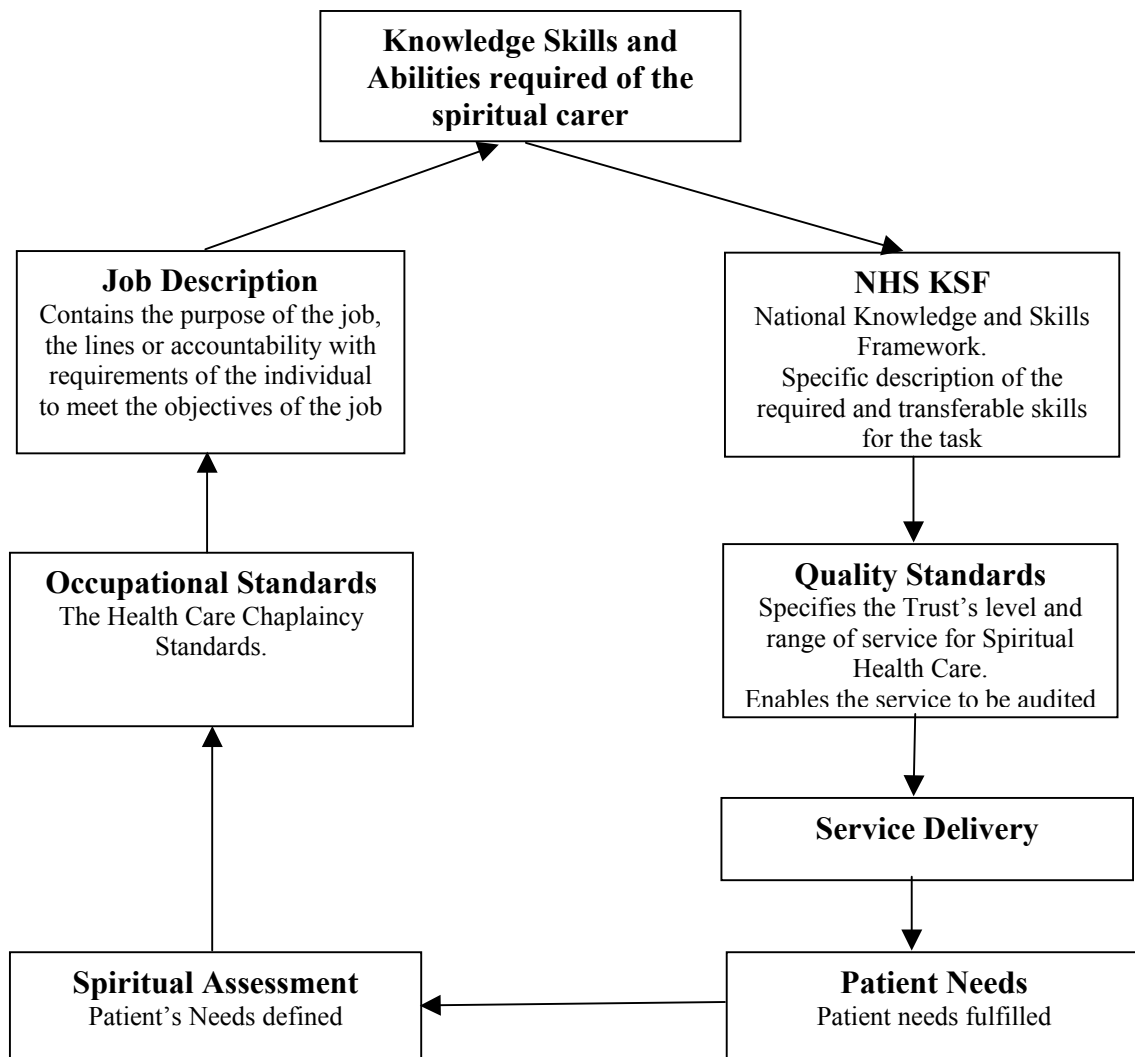 Knowledge Skills and
Abilities required of the
spiritual carer
Job Description
Contains the purpose of the job,
the lines or accountability with
requirements of the individual
to meet the objectives of the job
NHS KSF
National Knowledge and Skills
Framework.
Specific description of the
required and transferable skills
for the task
Occupational Standards
The Health Care Chaplaincy
Standards.
Quality Standards
Specifies the Trust’s level and
range of service for Spiritual
Health Care.
Enables the service to be audited
Service Delivery
Spiritual Assessment
Patient’s Needs defined
Patient Needs
Patient needs fulfilled